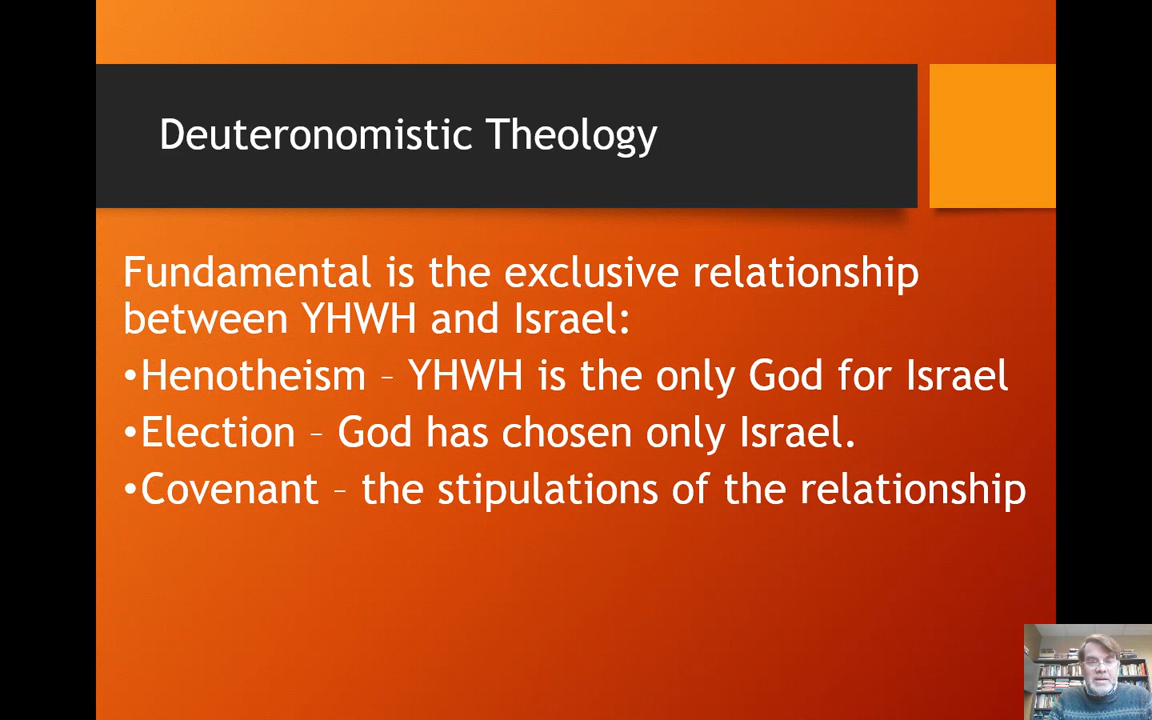 Deuteronomistic Theology
Fundamental is the exclusive relationship
between YHWH and Israel:
•Henotheism – YHWH is the only God for Israel
•Election – God has chosen only Israel.
•Covenant – the stipulations of the relationship